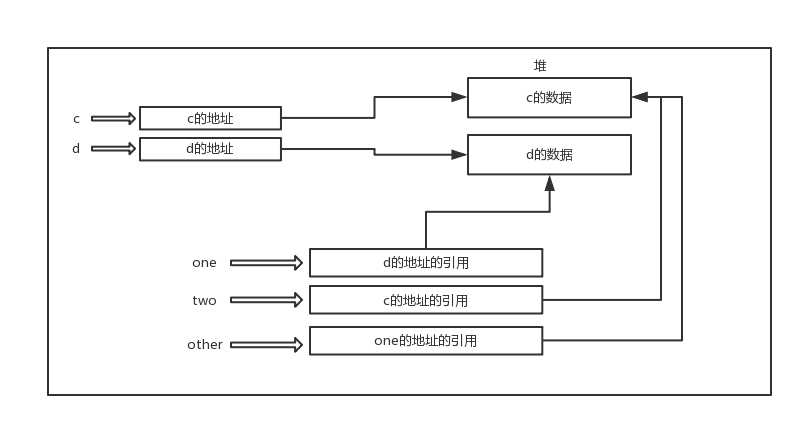 堆
c的数据
c
c的地址
d
d的地址
d的数据
one
d的地址的引用
two
c的地址的引用
other
one的地址的引用